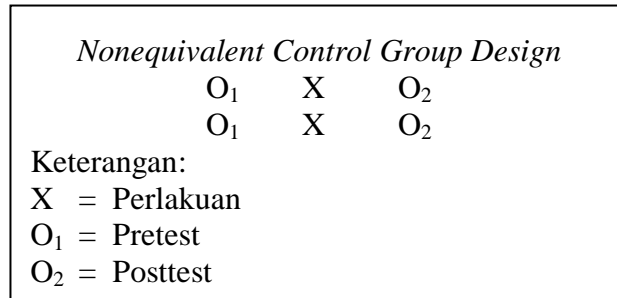 Nonequivalent Control Group Design
O₁ X O₂
O₁ X O₂
Keterangan:
X = Perlakuan
O₁ = Pretest
O₂ = Posttest